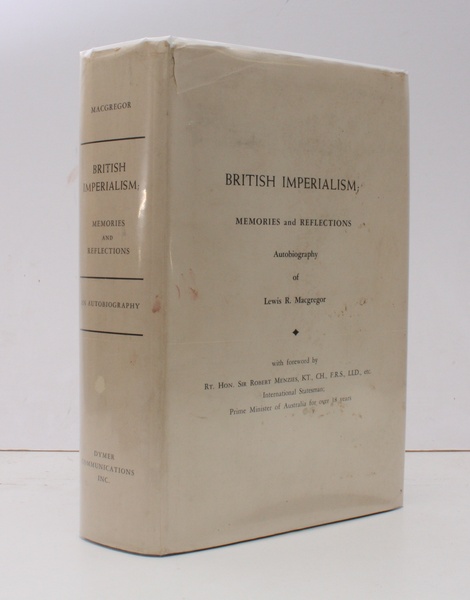 MACGREGOR
BRITISH
IMPERIALISM;
MEMORIES
AND
REFLECTIONS
AN AUTOBIOGRAPHY
DYMER
COMMUNICATIONS
INC.
BRITISH IMPERIALISM;
MEMORIES and REFLECTIONS
Autobiography
of
Lewis R. Macgregor
with foreword by
RT. HON. SIR ROBERT MENZIES, KT., CH., F.R.S., LLD., etc.
International Statesman;
Prime Minister of Australia for over years